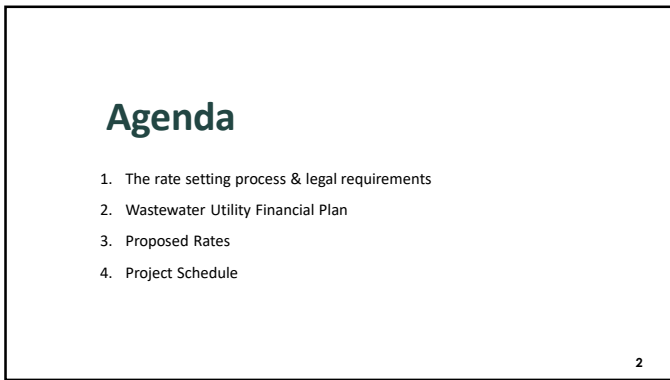 Agenda
1. The rate setting process & legal requirements
2. Wastewater Utility Financial Plan
3. Proposed Rates
4. Project Schedule
2